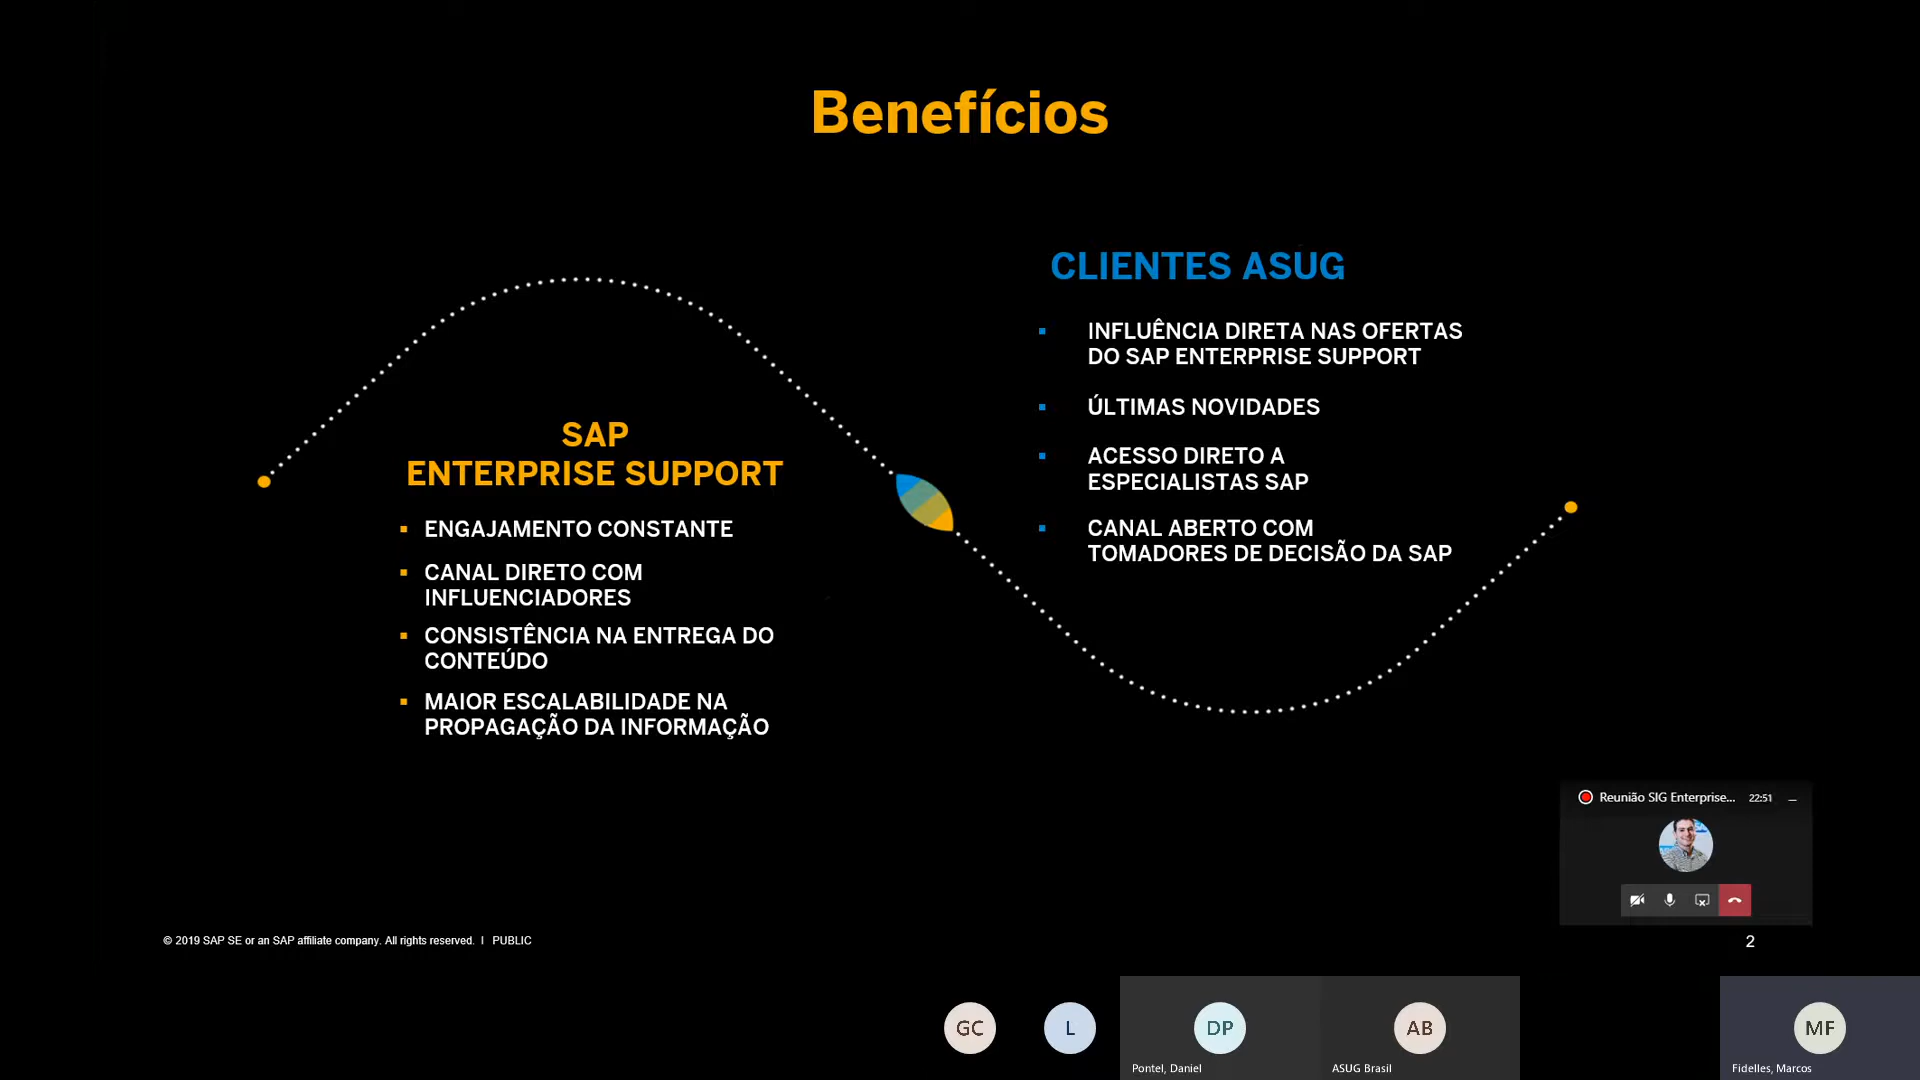 Benefícios
SAP
ENTERPRISE SUPPORT
ENGAJAMENTO CONSTANTE
CANAL DIRETO COM
INFLUENCIADORES
CONSISTÊNCIA NA ENTREGA DO
CONTEÚDO
MAIOR ESCALABILIDADE NA
PROPAGAÇÃO DA INFORMAÇÃO
CLIENTES ASUG
INFLUÊNCIA DIRETA NAS OFERTAS
DO SAP ENTERPRISE SUPPORT
ÚLTIMAS NOVIDADES
ACESSO DIRETO A
ESPECIALISTAS SAP
CANAL ABERTO COM
TOMADORES DE DECISÃO DA SAP
Reunião SIG Enterprise... 22:51
© 2019 SAP SE or an SAP affiliate company. All rights reserved. I PUBLIC
2
GC
L
DP
Pontel, Daniel
AB
ASUG Brasil
MF
Fidelles, Marcos